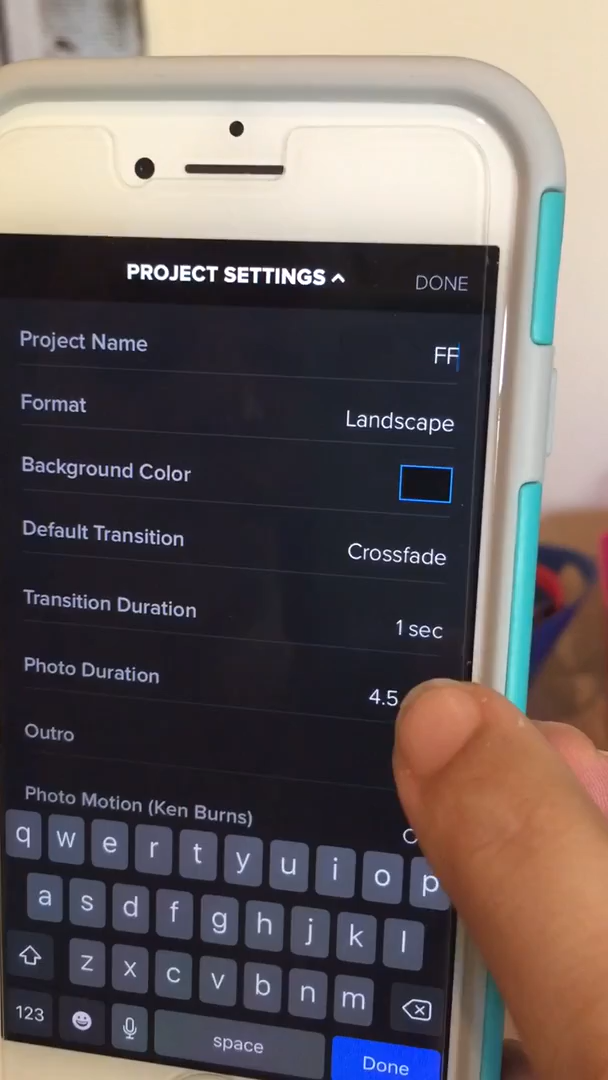 PROJECT SETTINGS ^ DONE
Project Name FF
Format Landscape
Background Color
Default Transition Crossfade
Transition Duration 1 sec
Photo Duration 4.5
Outro
Photo Motion (Ken Burns)
q w e r t y u i o p
a s d f g h j k l
z x c v b n m
123 space Done